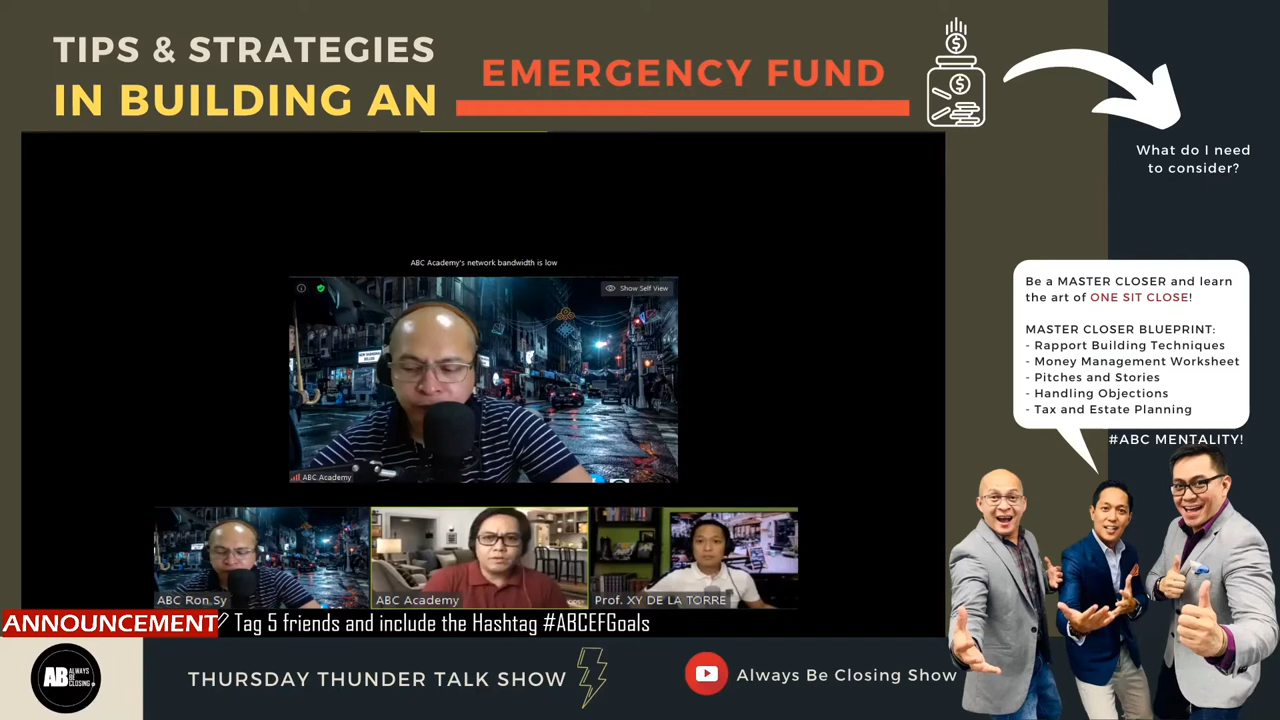 TIPS & STRATEGIES
IN BUILDING AN
EMERGENCY FUND
What do I need
to consider?
ABC Academy's network bandwidth is low
Show Self View
ABC Academy
ABC Ron Sy
ABC Academy
Prof. XY DE LA TORRE
Be a MASTER CLOSER and learn
the art of ONE SIT CLOSE!
MASTER CLOSER BLUEPRINT:
- Rapport Building Techniques
- Money Management Worksheet
- Pitches and Stories
- Handling Objections
- Tax and Estate Planning
#ABC MENTALITY!
ANNOUNCEMENT
Tag 5 friends and include the Hashtag #ABCEFGoals
AB ALWAYS BE CLOSING
THURSDAY THUNDER TALK SHOW
Always Be Closing Show